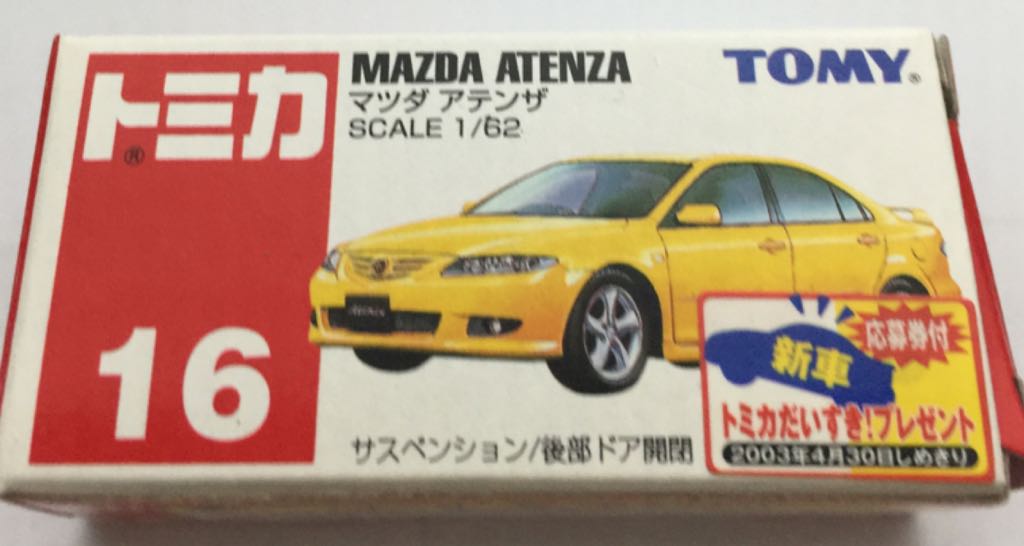 トミカ®
16
MAZDA ATENZA
マツダ アテンザ
SCALE 1/62
TOMY®
Atenza
サスペンション/後部ドア開閉
新車
応募券付
トミカだいすき!プレゼント
2003年4月30日しめきり